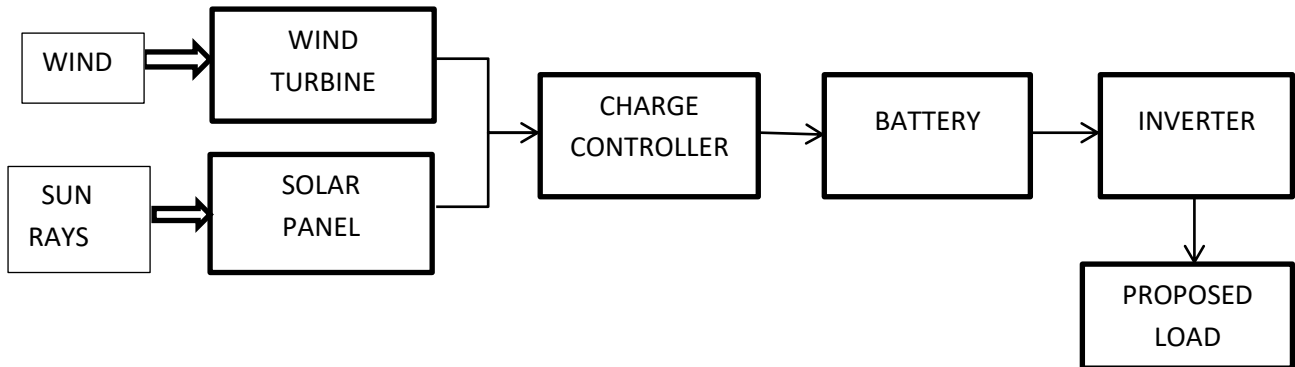 WIND
WIND
TURBINE
SUN
RAYS
SOLAR
PANEL
CHARGE
CONTROLLER
BATTERY
INVERTER
PROPOSED
LOAD